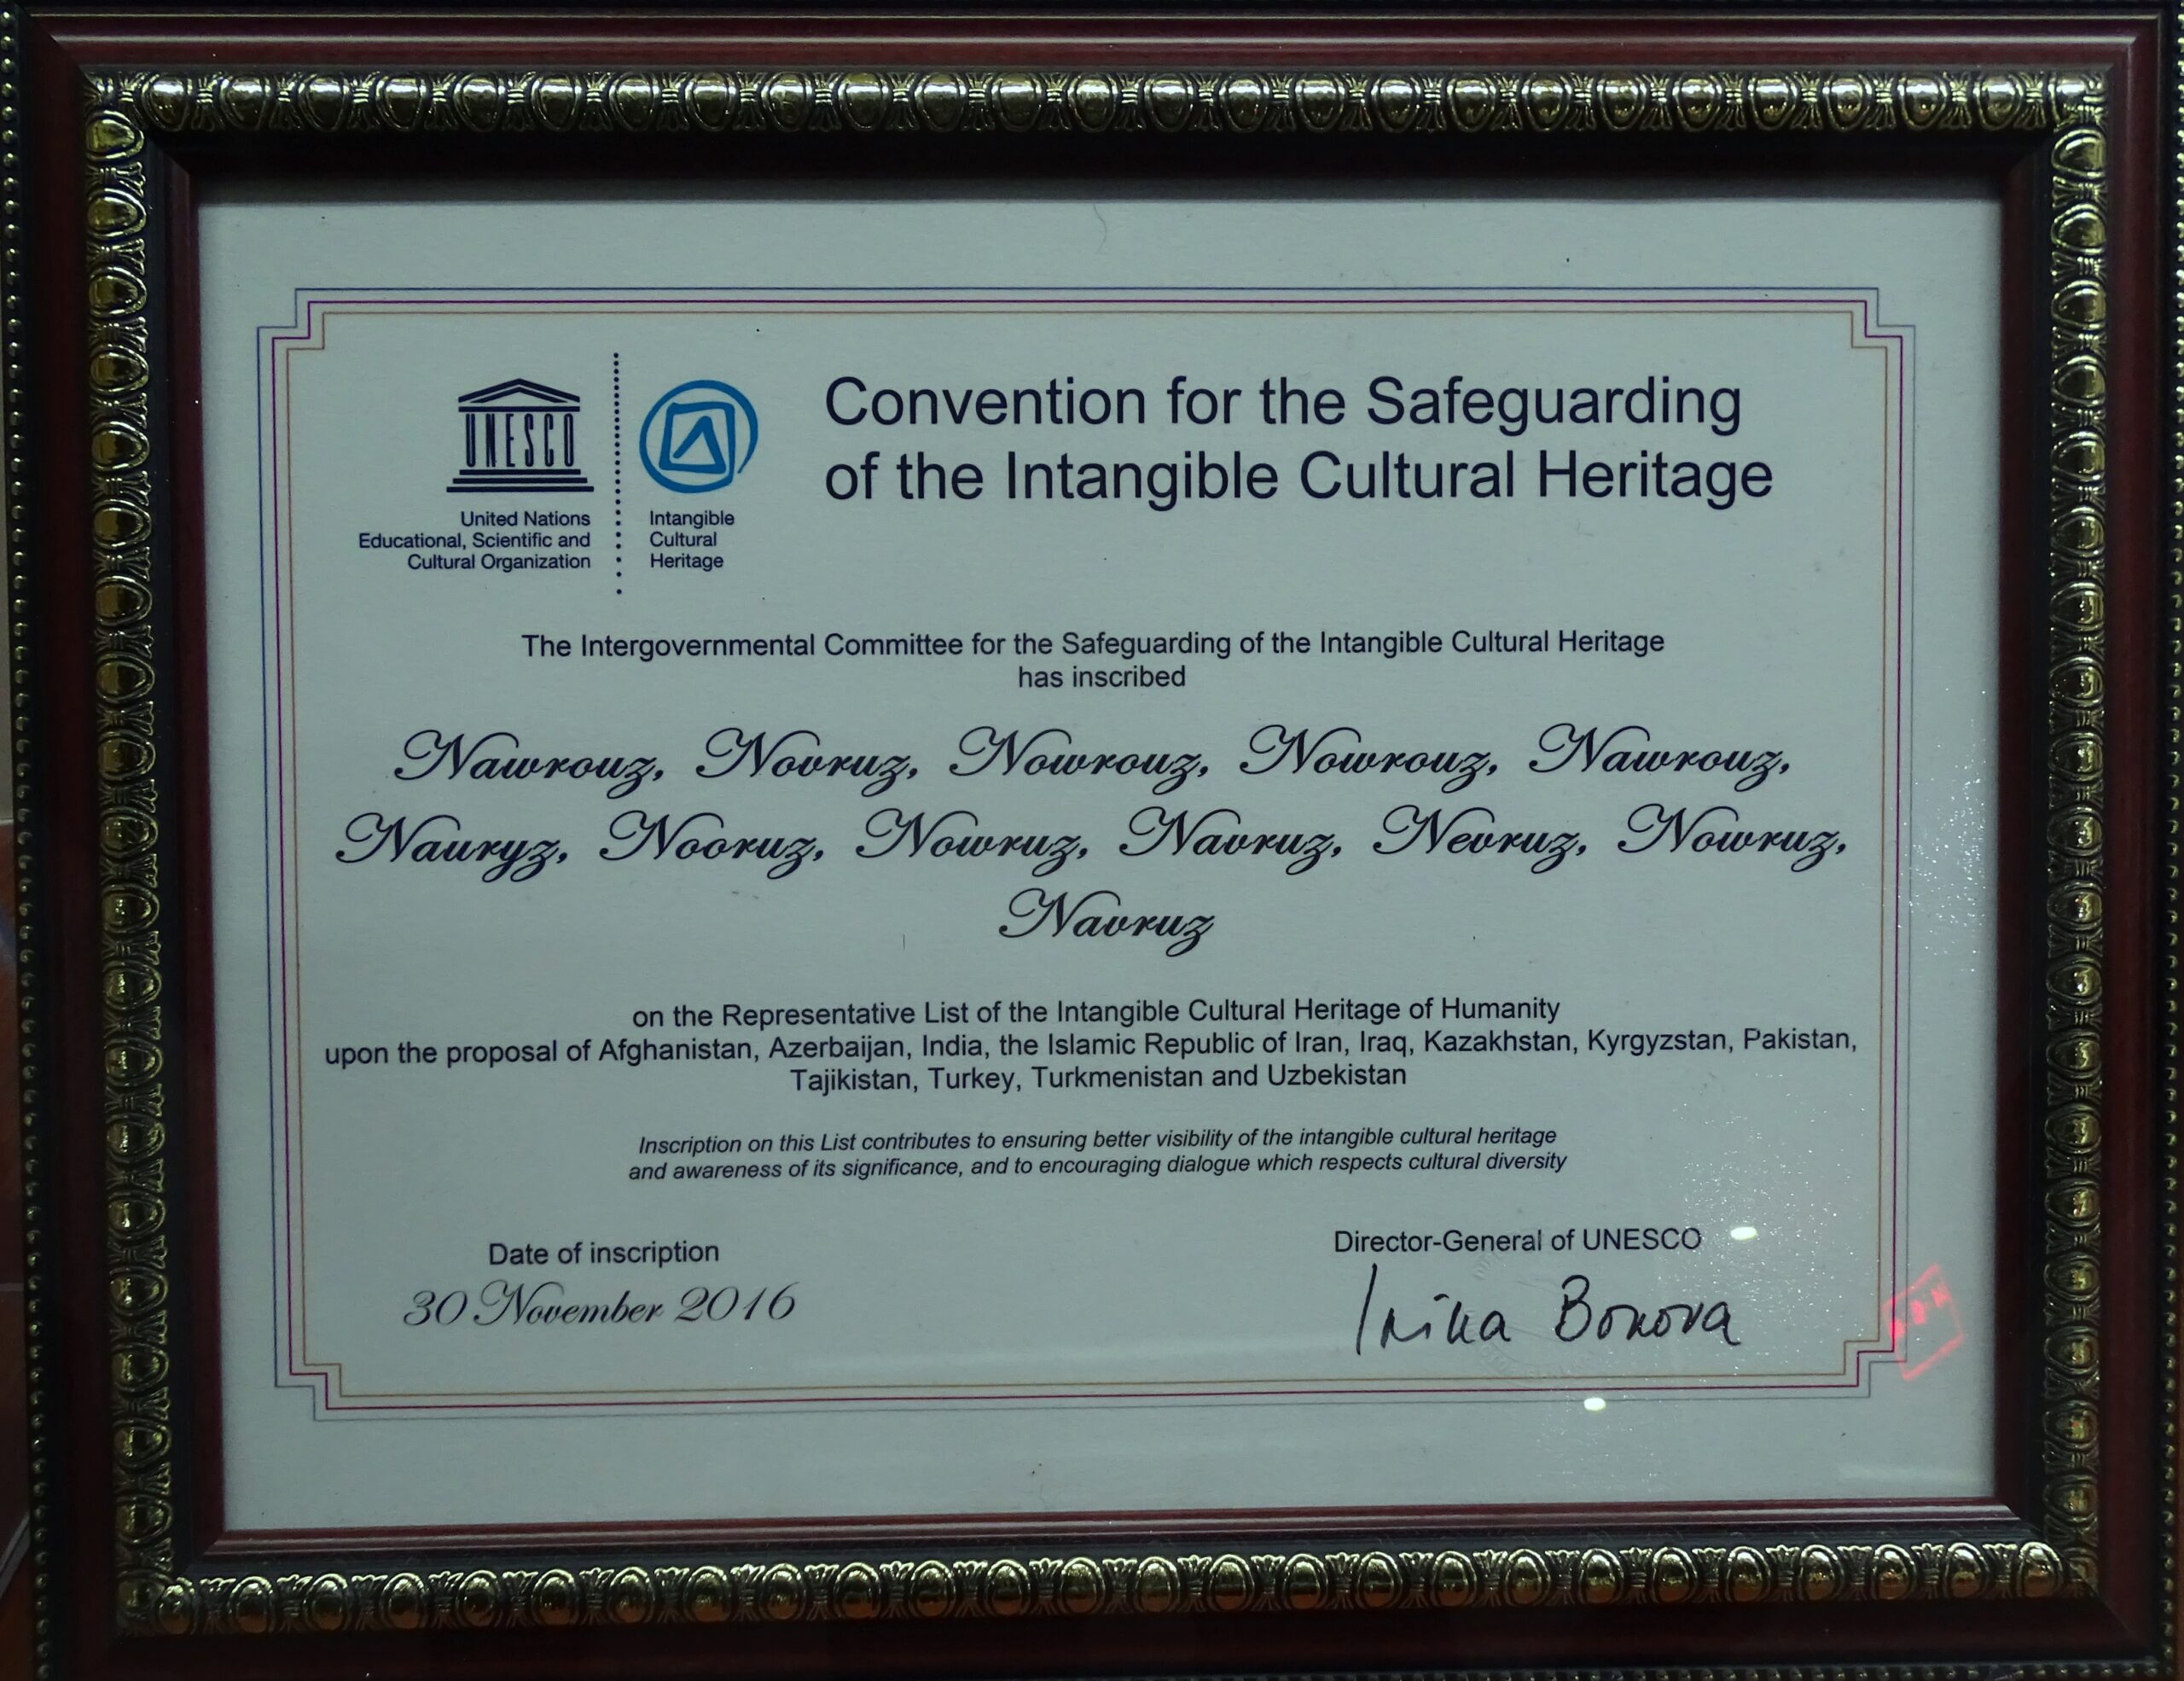 UNESCO
United Nations
Educational, Scientific and
Cultural Organization
Intangible
Cultural
Heritage
Convention for the Safeguarding
of the Intangible Cultural Heritage
The Intergovernmental Committee for the Safeguarding of the Intangible Cultural Heritage
has inscribed
Nawrouz, Novruz, Nowrouz, Nowrouz, Nawrouz,
Nauryz, Nooruz, Nowruz, Navruz, Nevruz, Nowruz,
Navruz
on the Representative List of the Intangible Cultural Heritage of Humanity
upon the proposal of Afghanistan, Azerbaijan, India, the Islamic Republic of Iran, Iraq, Kazakhstan, Kyrgyzstan, Pakistan,
Tajikistan, Turkey, Turkmenistan and Uzbekistan
Inscription on this List contributes to ensuring better visibility of the intangible cultural heritage
and awareness of its significance, and to encouraging dialogue which respects cultural diversity
Date of inscription
30 November 2016
Director-General of UNESCO
Irina Bokova